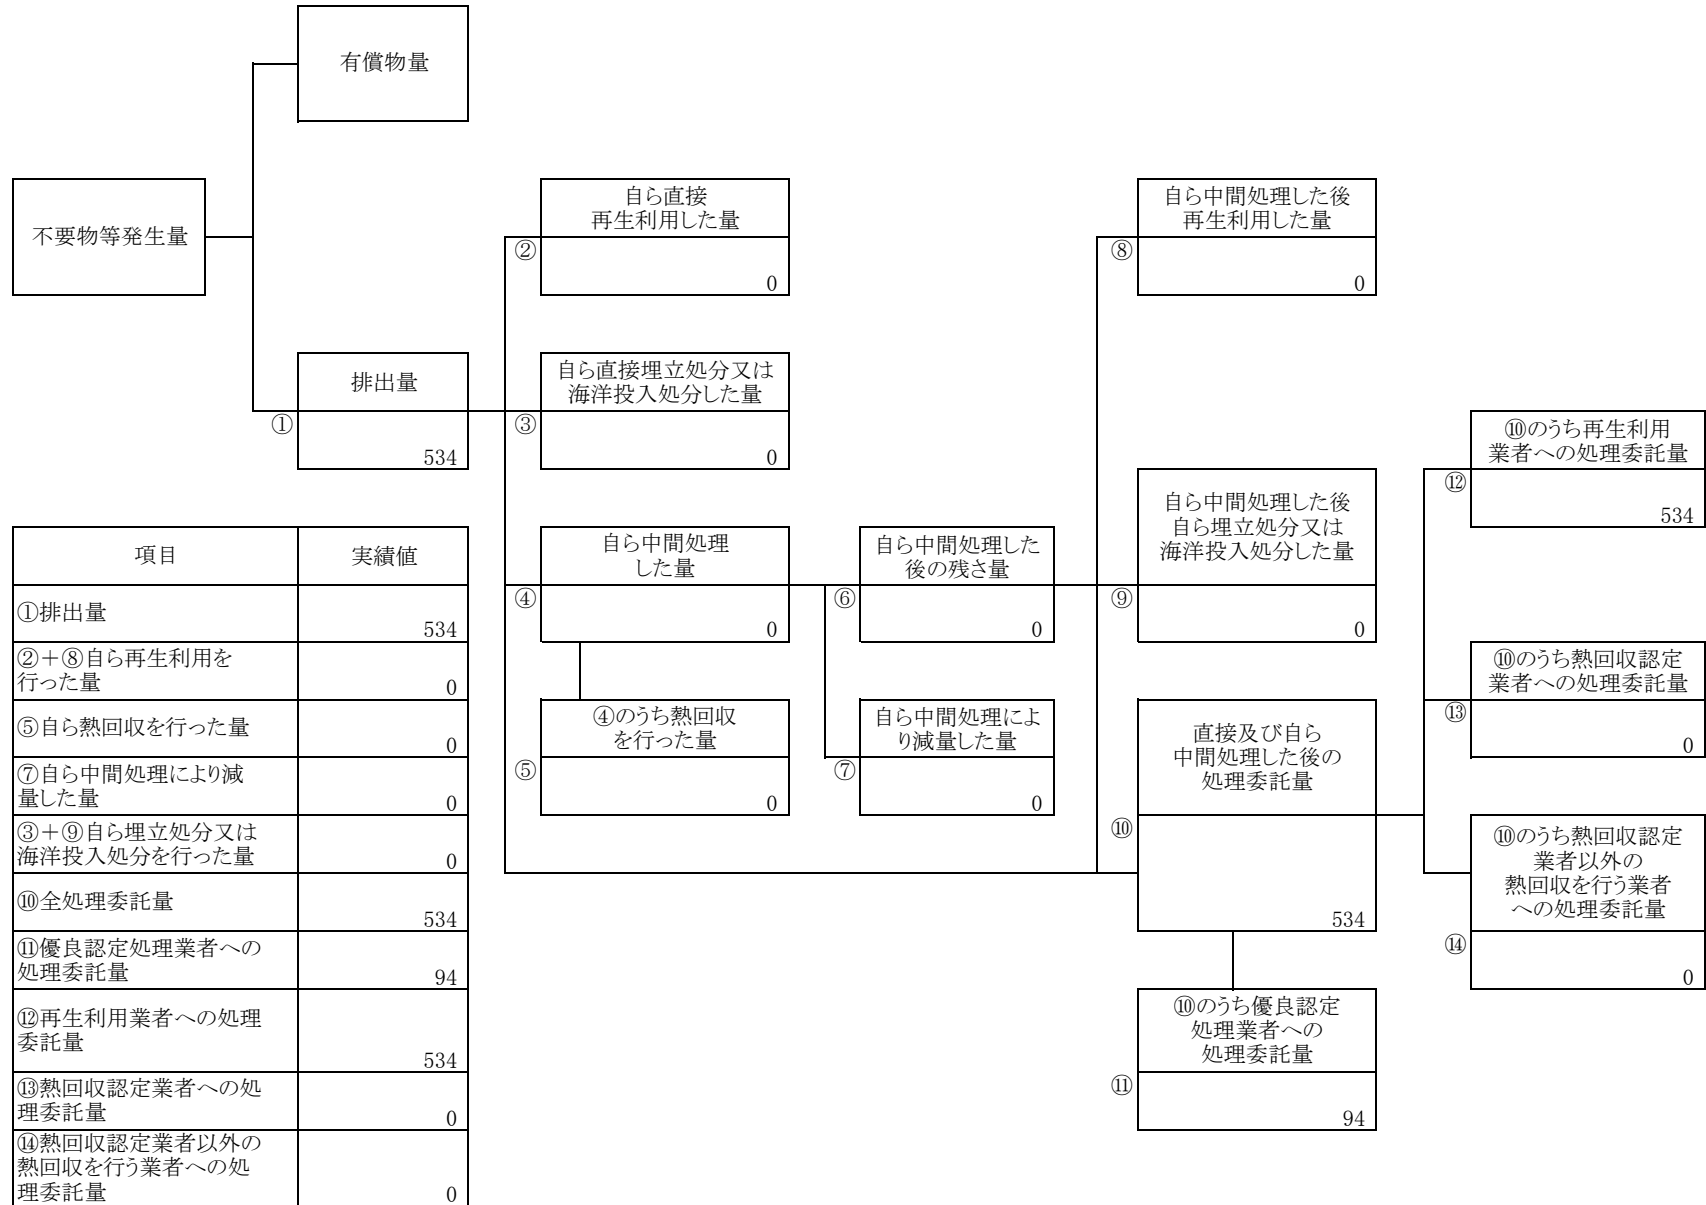 有償物量
不要物等発生量
自ら直接
再生利用した量
②
0
自ら中間処理した後
再生利用した量
⑧
0
排出量
①
534
自ら直接埋立処分又は
海洋投入処分した量
③
0
⑩のうち再生利用
業者への処理委託量
⑫
534
自ら中間処理
した量
④
0
自ら中間処理した
後の残さ量
⑥
0
自ら中間処理した後
自ら埋立処分又は
海洋投入処分した量
⑨
0
⑩のうち熱回収認定
業者への処理委託量
⑬
0
④のうち熱回収
を行った量
⑤
0
自ら中間処理によ
り減量した量
⑦
0
直接及び自ら
中間処理した後の
処理委託量
⑩
534
⑩のうち熱回収認定
業者以外の
熱回収を行う業者
への処理委託量
⑭
0
⑩のうち優良認定
処理業者への
処理委託量
⑪
94
項目 実績値
①排出量
534
②+⑧自ら再生利用を
行った量 0
⑤自ら熱回収を行った量
0
⑦自ら中間処理により減
量した量 0
③+⑨自ら埋立処分又は
海洋投入処分を行った量 0
⑩全処理委託量
534
⑪優良認定処理業者への
処理委託量 94
⑫再生利用業者への処理
委託量
534
⑬熱回収認定業者への処
理委託量 0
⑭熱回収認定業者以外の
熱回収を行う業者への処
理委託量 0